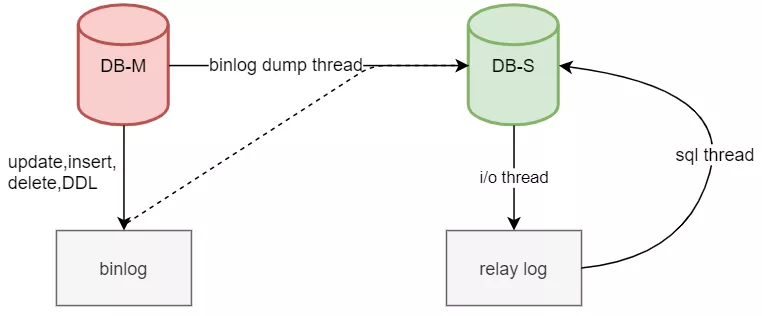 DB-M
binlog dump thread
DB-S
update,insert,
delete,DDL
i/o thread
sql thread
binlog
relay log